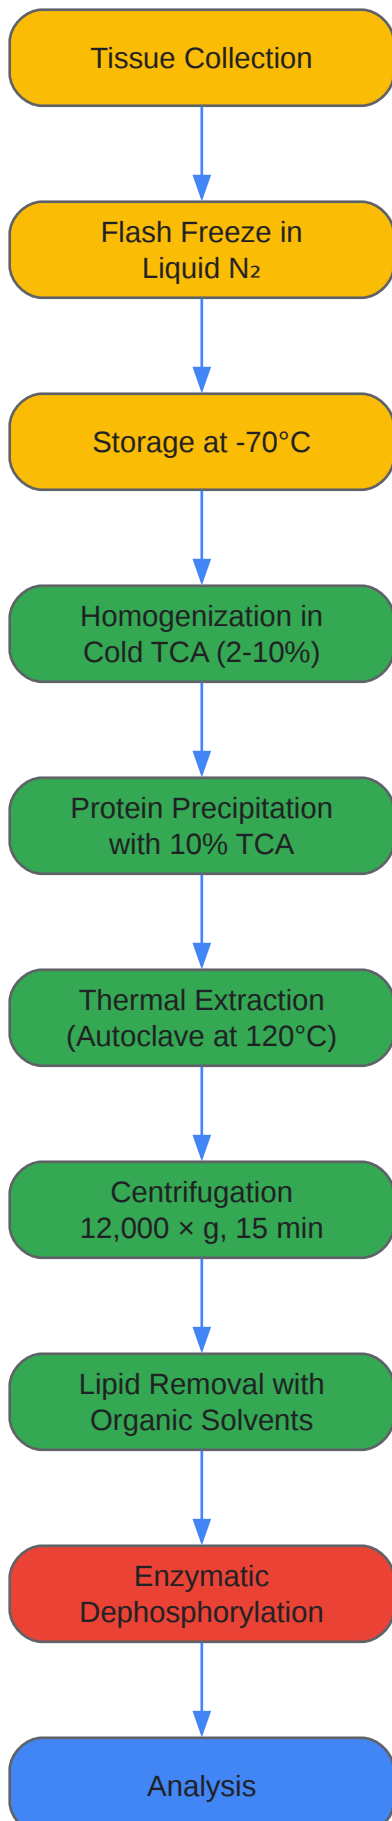 Tissue Collection
Flash Freeze in
Liquid N₂
Storage at -70°C
Homogenization in
Cold TCA (2-10%)
Protein Precipitation
with 10% TCA
Thermal Extraction
(Autoclave at 120°C)
Centrifugation
12,000 × g, 15 min
Lipid Removal with
Organic Solvents
Enzymatic
Dephosphorylation
Analysis